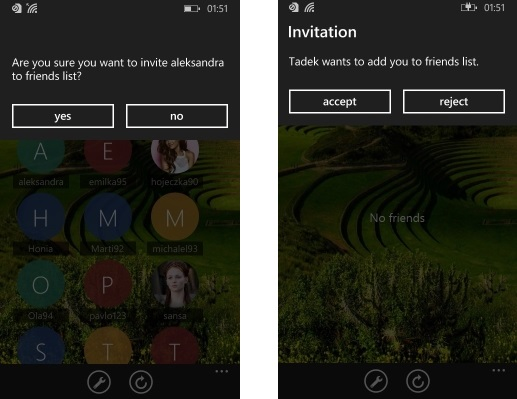 01:51
Are you sure you want to invite aleksandra
to friends list?
yes
no
A
E
aleksandra
emilka95
hojeczka90
H
M
M
Honia
Marti92
michalel93
O
P
Ola94
pavlo123
sansa
S
T
T
01:51
Invitation
Tadek wants to add you to friends list.
accept
reject
No friends